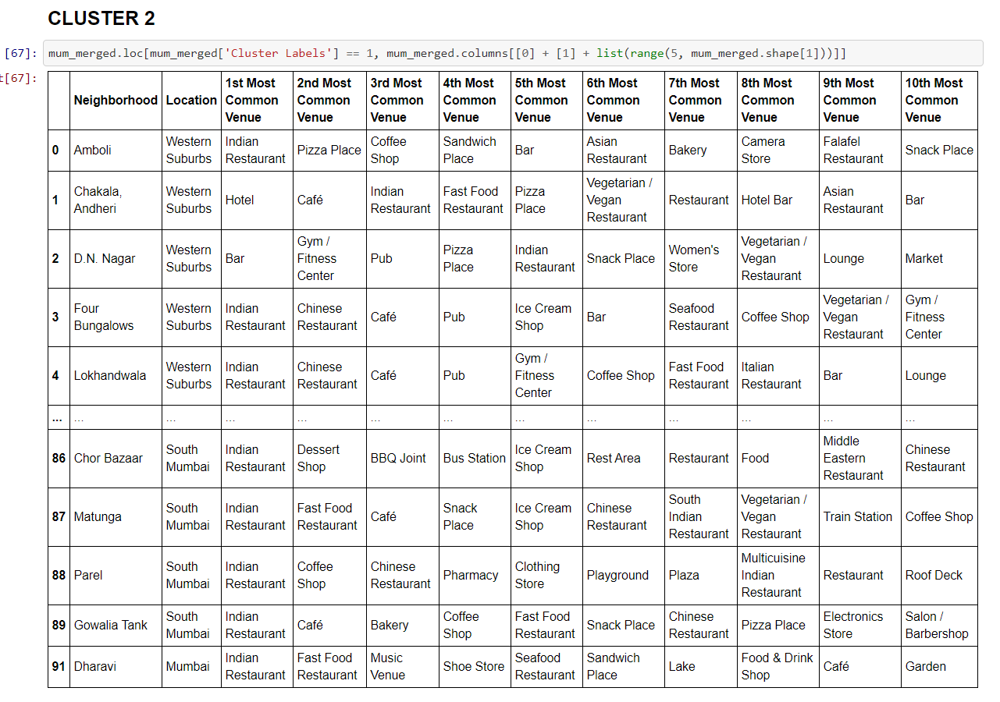 CLUSTER 2
[67]: mum_merged.loc[mum_merged['Cluster Labels'] == 1, mum_merged.columns[[0] + [1] + list(range(5, mum_merged.shape[1]))]]
t[67]:
Neighborhood Location 1st Most Common Venue 2nd Most Common Venue 3rd Most Common Venue 4th Most Common Venue 5th Most Common Venue 6th Most Common Venue 7th Most Common Venue 8th Most Common Venue 9th Most Common Venue 10th Most Common Venue
0 Amboli Western Suburbs Indian Restaurant Pizza Place Coffee Shop Sandwich Place Bar Asian Restaurant Bakery Camera Store Falafel Restaurant Snack Place
1 Chakala, Andheri Western Suburbs Hotel Café Indian Restaurant Fast Food Restaurant Pizza Place Vegetarian / Vegan Restaurant Restaurant Hotel Bar Asian Restaurant Bar
2 D.N. Nagar Western Suburbs Bar Gym / Fitness Center Pub Pizza Place Indian Restaurant Snack Place Women's Store Vegetarian / Vegan Restaurant Lounge Market
3 Four Bungalows Western Suburbs Indian Restaurant Chinese Restaurant Café Pub Ice Cream Shop Bar Seafood Restaurant Coffee Shop Vegetarian / Vegan Restaurant Gym / Fitness Center
4 Lokhandwala Western Suburbs Indian Restaurant Chinese Restaurant Café Pub Gym / Fitness Center Coffee Shop Fast Food Restaurant Italian Restaurant Bar Lounge
... ... ... ... ... ... ... ... ... ... ... ... ...
86 Chor Bazaar South Mumbai Indian Restaurant Dessert Shop BBQ Joint Bus Station Ice Cream Shop Rest Area Restaurant Food Middle Eastern Restaurant Chinese Restaurant
87 Matunga South Mumbai Indian Restaurant Fast Food Restaurant Café Snack Place Ice Cream Shop Chinese Restaurant South Indian Restaurant Vegetarian / Vegan Restaurant Train Station Coffee Shop
88 Parel South Mumbai Indian Restaurant Coffee Shop Chinese Restaurant Pharmacy Clothing Store Playground Plaza Multicuisine Indian Restaurant Restaurant Roof Deck
89 Gowalia Tank South Mumbai Indian Restaurant Café Bakery Coffee Shop Fast Food Restaurant Snack Place Chinese Restaurant Pizza Place Electronics Store Salon / Barbershop
91 Dharavi Mumbai Indian Restaurant Fast Food Restaurant Music Venue Shoe Store Seafood Restaurant Sandwich Place Lake Food & Drink Shop Café Garden